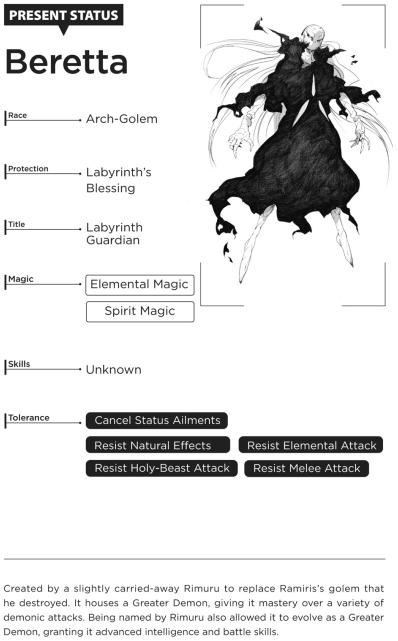 PRESENT STATUS
Beretta
Race
Arch-Golem
Protection
Labyrinth's
Blessing
Title
Labyrinth
Guardian
Magic
Elemental Magic
Spirit Magic
Skills
Unknown
Tolerance
Cancel Status Ailments
Resist Natural Effects
Resist Elemental Attack
Resist Holy-Beast Attack
Resist Melee Attack
Created by a slightly carried-away Rimuru to replace Ramiris's golem that
he destroyed. It houses a Greater Demon, giving it mastery over a variety of
demonic attacks. Being named by Rimuru also allowed it to evolve as a Greater
Demon, granting it advanced intelligence and battle skills.